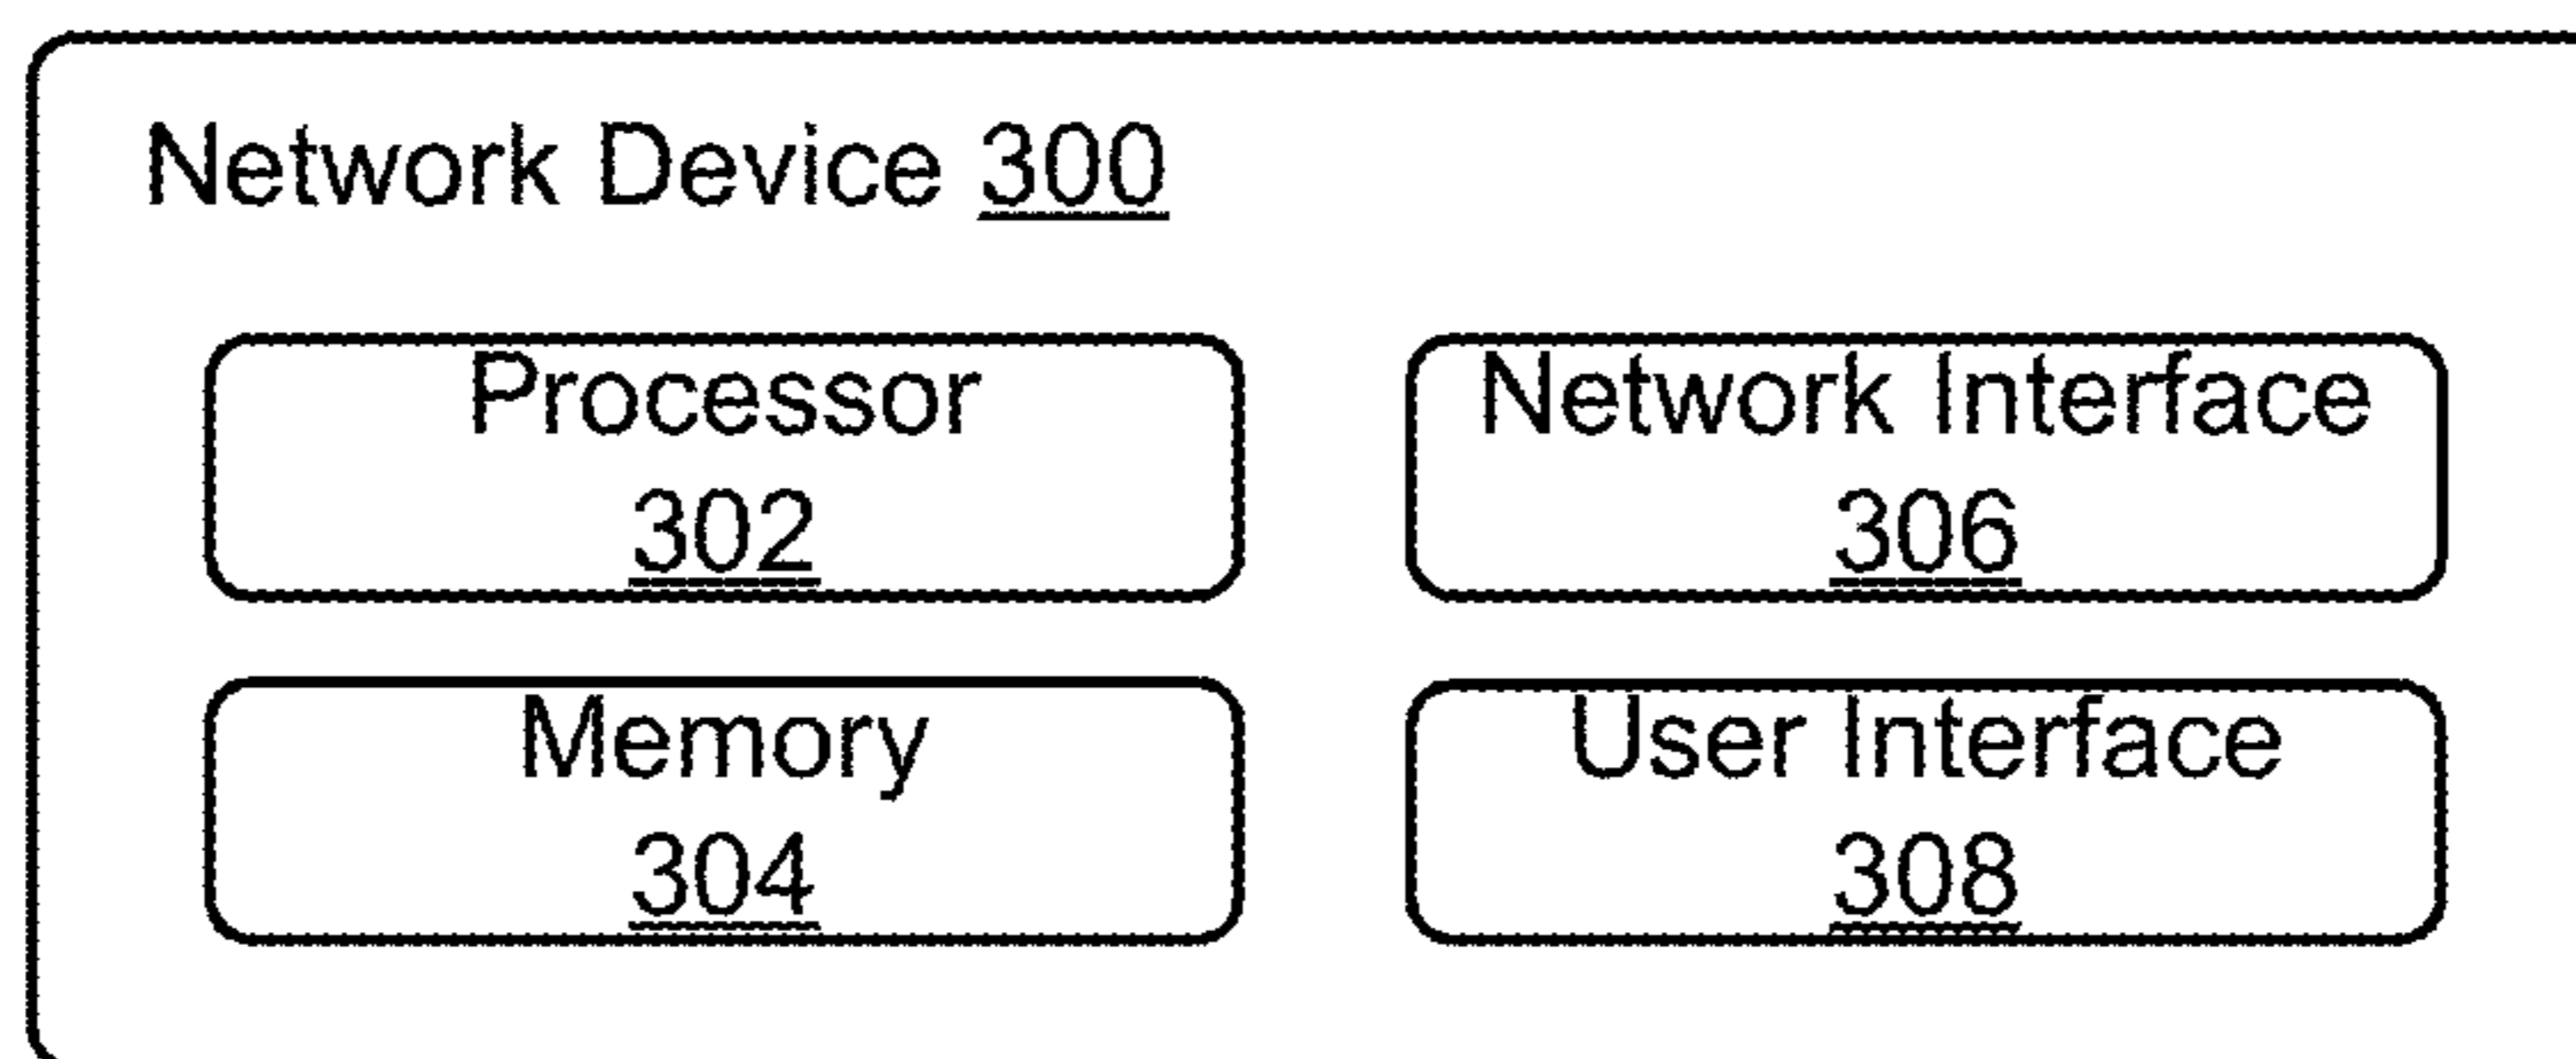 Network Device 300
Processor
302
Network Interface
306
Memory
304
User Interface
308